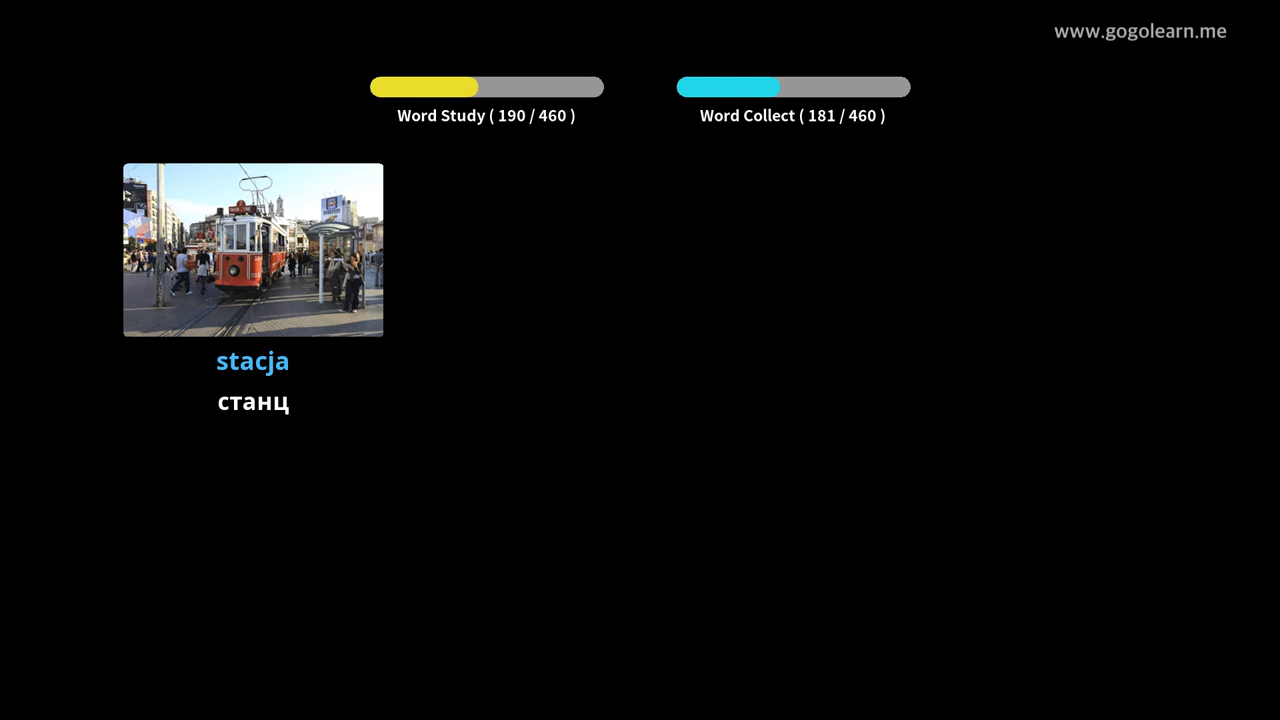 www.gogolearn.me
Word Study ( 190 / 460 )
Word Collect ( 181 / 460 )
stacja
станц